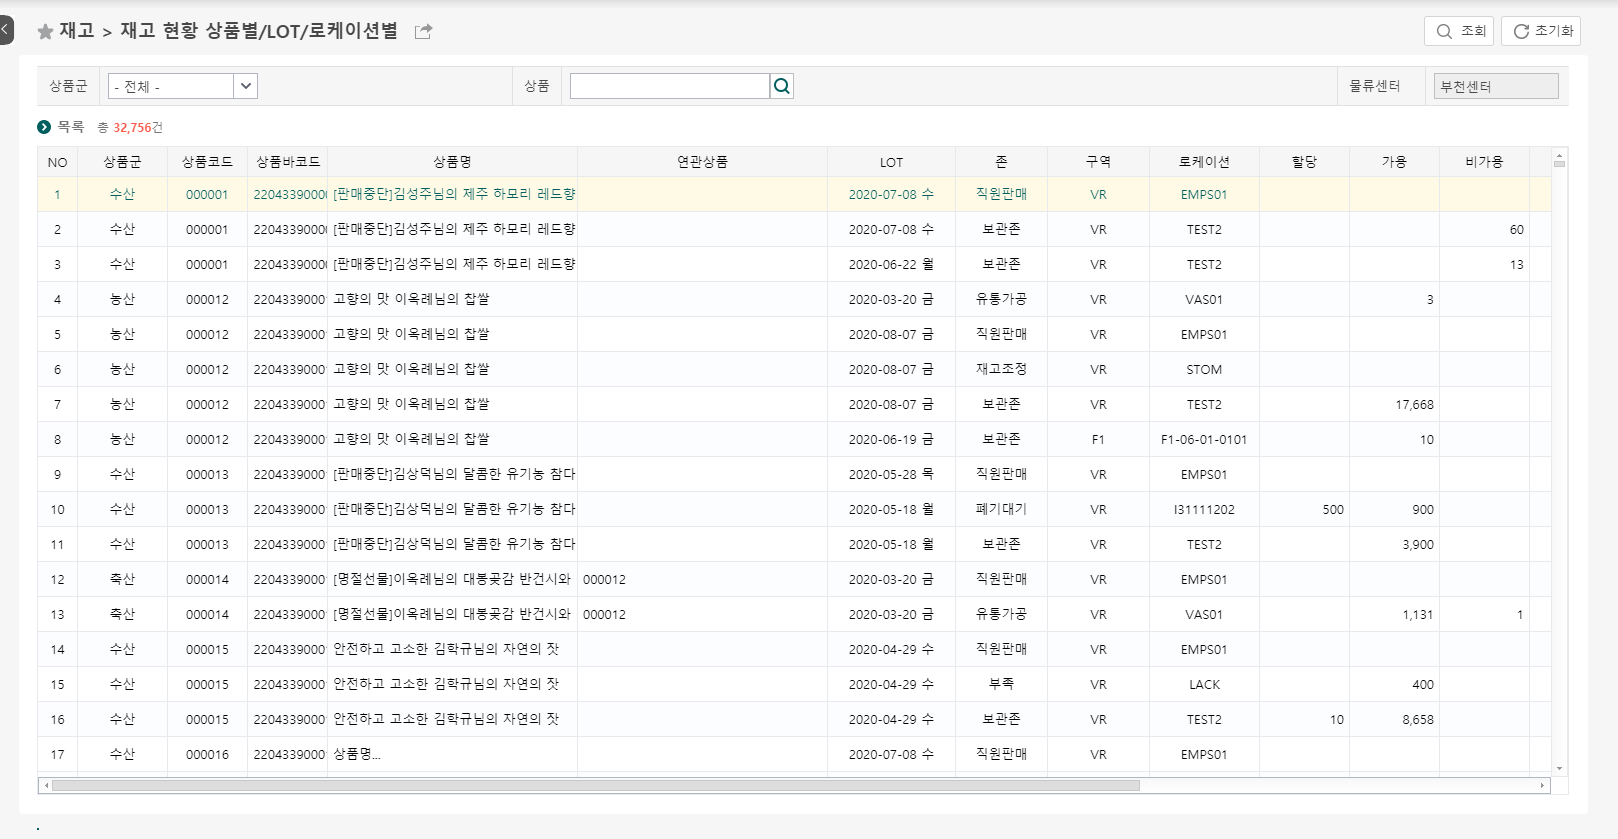 재고 > 재고 현황 상품별/LOT/로케이션별
조회 초기화
상품군 - 전체 - 상품 물류센터 부천센터
목록 총 32,756건
NO 상품군 상품코드 상품바코드 상품명 연관상품 LOT 존 구역 로케이션 할당 가용 비가용
1 수산 000001 22043390000 [판매중단]김성주님의 제주 하모리 레드향 2020-07-08 수 직원판매 VR EMPS01
2 수산 000001 22043390000 [판매중단]김성주님의 제주 하모리 레드향 2020-07-08 수 보관존 VR TEST2 60
3 수산 000001 22043390000 [판매중단]김성주님의 제주 하모리 레드향 2020-06-22 월 보관존 VR TEST2 13
4 농산 000012 2204339000 고향의 맛 이옥례님의 찹쌀 2020-03-20 금 유통가공 VR VAS01 3
5 농산 000012 2204339000 고향의 맛 이옥례님의 찹쌀 2020-08-07 금 직원판매 VR EMPS01
6 농산 000012 2204339000 고향의 맛 이옥례님의 찹쌀 2020-08-07 금 재고조정 VR STOM
7 농산 000012 2204339000 고향의 맛 이옥례님의 찹쌀 2020-08-07 금 보관존 VR TEST2 17,668
8 농산 000012 2204339000 고향의 맛 이옥례님의 찹쌀 2020-06-19 금 보관존 F1 F1-06-01-0101 10
9 수산 000013 2204339000 [판매중단]김상덕님의 달콤한 유기농 참다 2020-05-28 목 직원판매 VR EMPS01
10 수산 000013 2204339000 [판매중단]김상덕님의 달콤한 유기농 참다 2020-05-18 월 폐기대기 VR I31111202 500 900
11 수산 000013 2204339000 [판매중단]김상덕님의 달콤한 유기농 참다 2020-05-18 월 보관존 VR TEST2 3,900
12 축산 000014 2204339000 [명절선물]이옥례님의 대봉곶감 반건시와 000012 2020-03-20 금 직원판매 VR EMPS01
13 축산 000014 2204339000 [명절선물]이옥례님의 대봉곶감 반건시와 000012 2020-03-20 금 유통가공 VR VAS01 1,131 1
14 수산 000015 2204339000 안전하고 고소한 김학규님의 자연의 잣 2020-04-29 수 직원판매 VR EMPS01
15 수산 000015 2204339000 안전하고 고소한 김학규님의 자연의 잣 2020-04-29 수 부족 VR LACK 400
16 수산 000015 2204339000 안전하고 고소한 김학규님의 자연의 잣 2020-04-29 수 보관존 VR TEST2 10 8,658
17 수산 000016 2204339000 상품명... 2020-07-08 수 직원판매 VR EMPS01